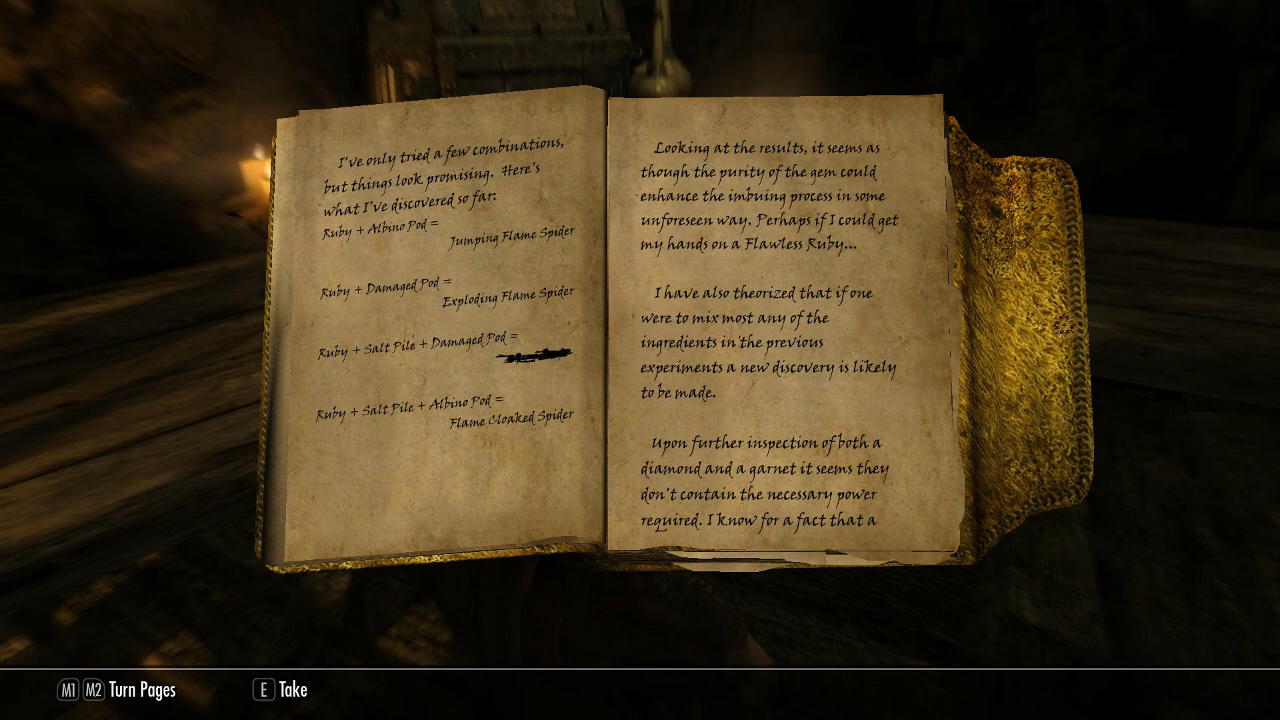 I've only tried a few combinations,
but things look promising. Here's
what I've discovered so far:
Ruby + Albino Pod =
Jumping Flame Spider
Ruby + Damaged Pod =
Exploding Flame Spider
Ruby + Salt Pile + Damaged Pod =
Ruby + Salt Pile + Albino Pod =
Flame Cloaked Spider
Looking at the results, it seems as
though the purity of the gem could
enhance the imbuing process in some
unforeseen way. Perhaps if I could get
my hands on a Flawless Ruby...
I have also theorized that if one
were to mix most any of the
ingredients in the previous
experiments a new discovery is likely
to be made.
Upon further inspection of both a
diamond and a garnet it seems they
don't contain the necessary power
required. I know for a fact that a
M1 M2 Turn Pages
E Take